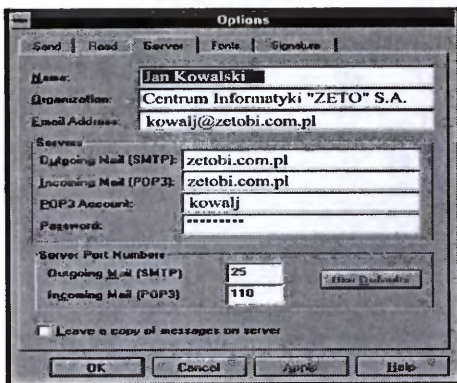 Options
Send Read Server Fonts Signature
Name: Jan Kowalski
Organization: Centrum Informatyki "ZETO" S.A.
Email Address: kowalj@zetobi.com.pl
Servers
Outgoing Mail (SMTP): zetobi.com.pl
Incoming Mail (POP3): zetobi.com.pl
POP3 Account: kowalj
Password: *********
Server Port Numbers
Outgoing Mail (SMTP) 25
Use Defaults
Incoming Mail (POP3) 110
Leave a copy of messages on server
OK Cancel Apply Help